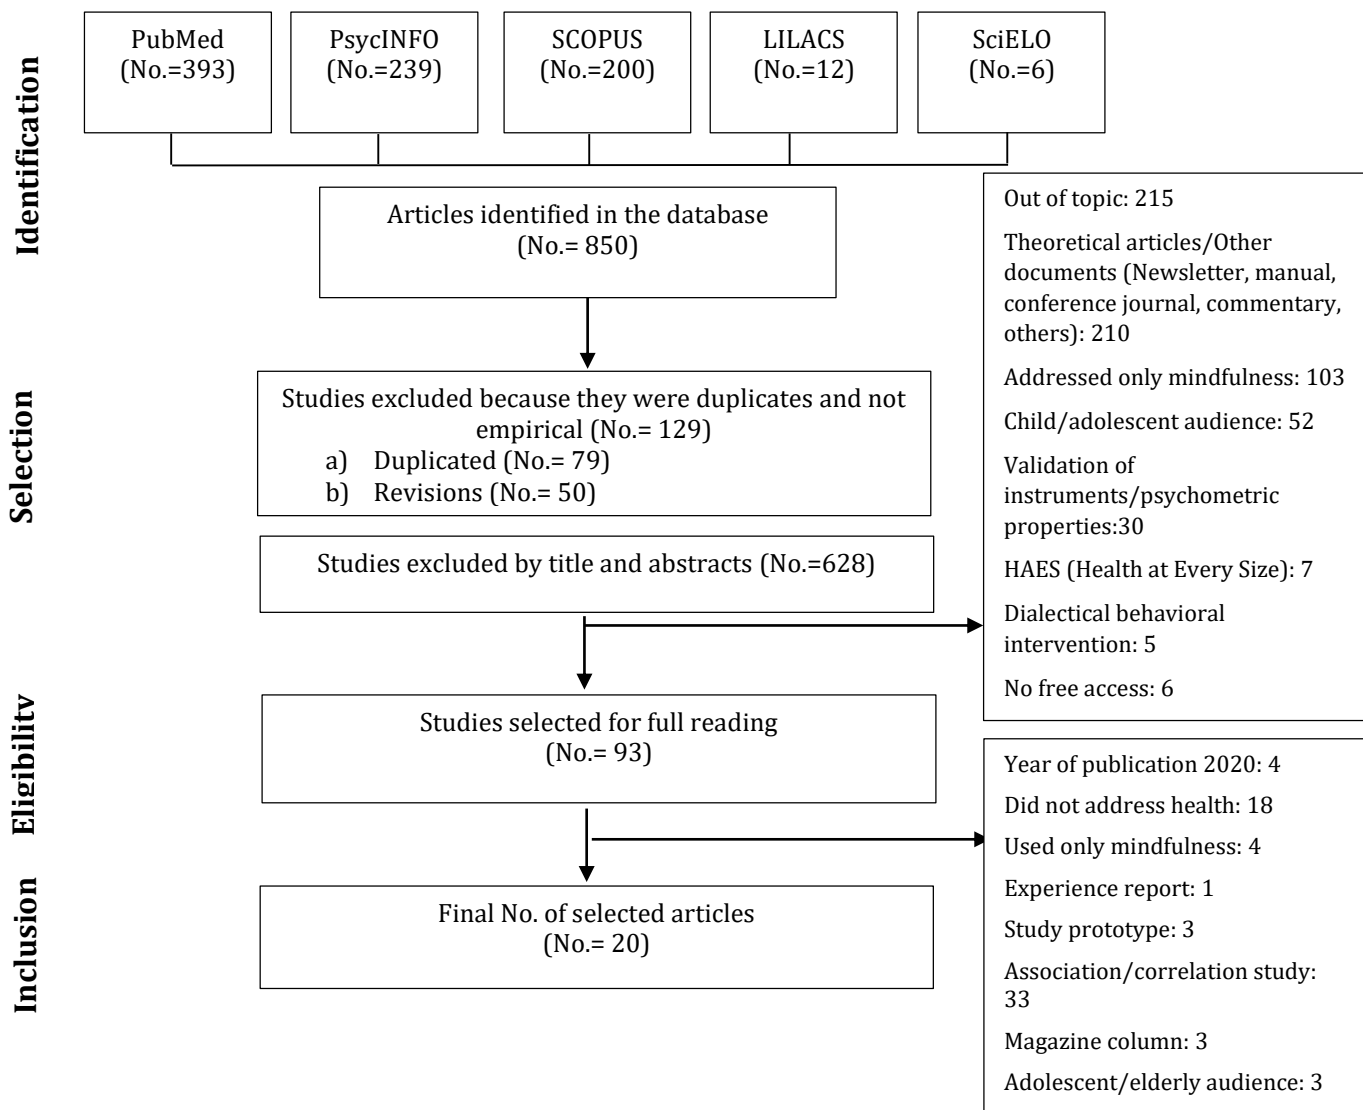 PubMed
(No.=393)
PsycINFO
(No.=239)
SCOPUS
(No.=200)
LILACS
(No.=12)
SciELO
(No.=6)
Identification
Articles identified in the database
(No.= 850)
Out of topic: 215
Theoretical articles/Other
documents (Newsletter, manual,
conference journal, commentary,
others): 210
Addressed only mindfulness: 103
Child/adolescent audience: 52
Validation of
instruments/psychometric
properties:30
HAES (Health at Every Size): 7
Dialectical behavioral
intervention: 5
No free access: 6
Selection
Studies excluded because they were duplicates and not
empirical (No.= 129)
a) Duplicated (No.= 79)
b) Revisions (No.= 50)
Studies excluded by title and abstracts (No.=628)
Eligibility
Studies selected for full reading
(No.= 93)
Year of publication 2020: 4
Did not address health: 18
Used only mindfulness: 4
Experience report: 1
Study prototype: 3
Association/correlation study:
33
Magazine column: 3
Adolescent/elderly audience: 3
Inclusion
Final No. of selected articles
(No.= 20)